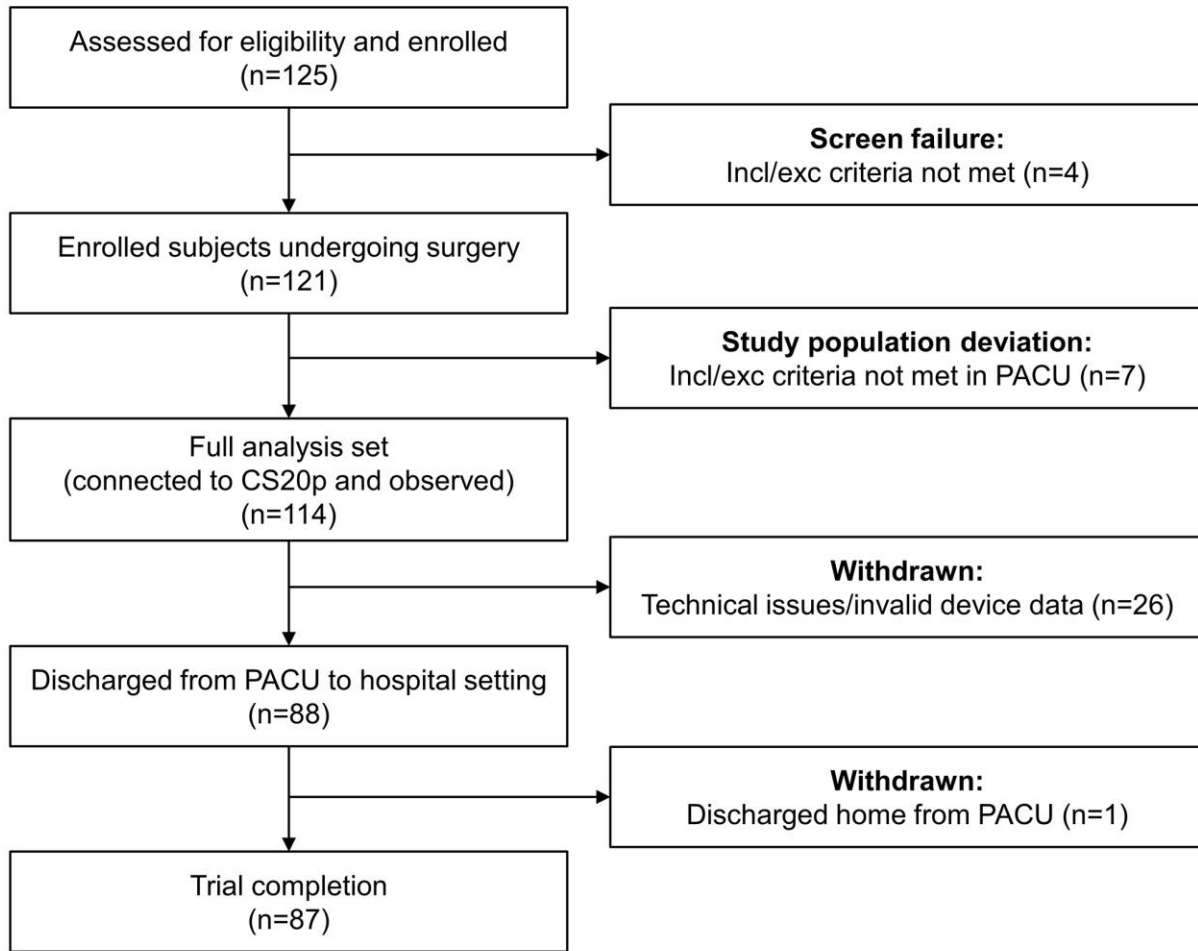 Assessed for eligibility and enrolled
(n=125)
Screen failure:
Incl/exc criteria not met (n=4)
Enrolled subjects undergoing surgery
(n=121)
Study population deviation:
Incl/exc criteria not met in PACU (n=7)
Full analysis set
(connected to CS20p and observed)
(n=114)
Withdrawn:
Technical issues/invalid device data (n=26)
Discharged from PACU to hospital setting
(n=88)
Withdrawn:
Discharged home from PACU (n=1)
Trial completion
(n=87)